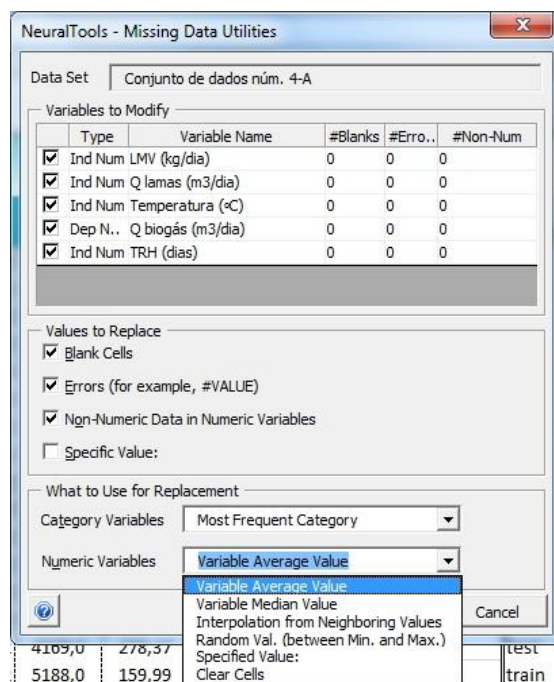 NeuralTools - Missing Data Utilities
Data Set Conjunto de dados núm. 4-A
Variables to Modify
Type Variable Name #Blanks #Erro.. #Non-Num
Ind Num LMV (kg/dia) 0 0 0
Ind Num Q lamas (m3/dia) 0 0 0
Ind Num Temperatura (ºC) 0 0 0
Dep N.. Q biogás (m3/dia) 0 0 0
Ind Num TRH (dias) 0 0 0
Values to Replace
Blank Cells
Errors (for example, #VALUE)
Non-Numeric Data in Numeric Variables
Specific Value:
What to Use for Replacement
Category Variables Most Frequent Category
Numeric Variables Variable Average Value
Variable Average Value
Variable Median Value
Interpolation from Neighboring Values
Random Val. (between Min. and Max.)
Specified Value:
Clear Cells
Cancel
4169,0 278,37 test
5188,0 159,99 train